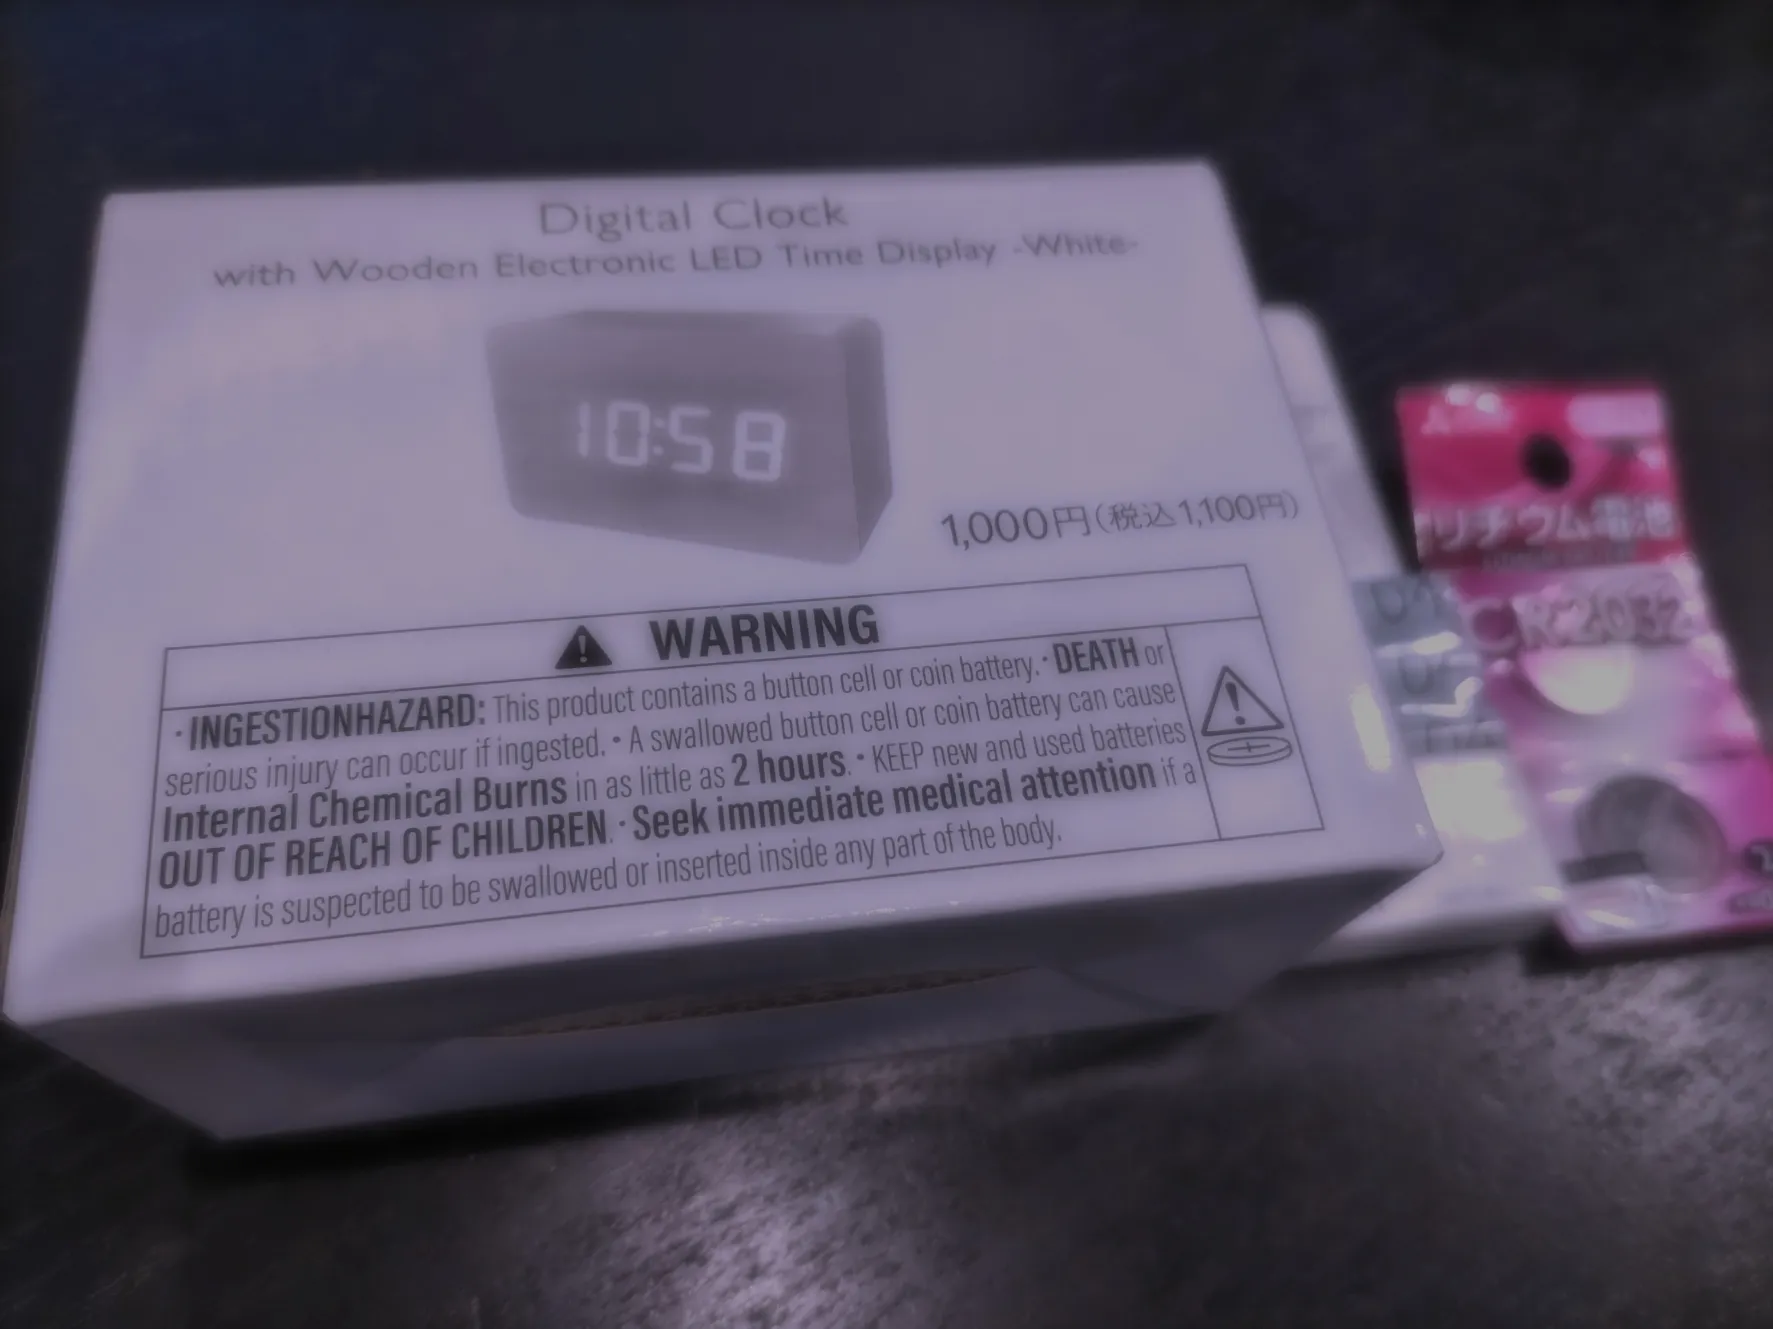 Digital Clock
with Wooden Electronic LED Time Display -White-
10:58
1,000円(税込1,100円)
WARNING
· INGESTIONHAZARD: This product contains a button cell or coin battery. · DEATH or
serious injury can occur if ingested. · A swallowed button cell or coin battery can cause
Internal Chemical Burns in as little as 2 hours. · KEEP new and used batteries
OUT OF REACH OF CHILDREN. · Seek immediate medical attention if a
battery is suspected to be swallowed or inserted inside any part of the body.
リチウム電池
CR2032